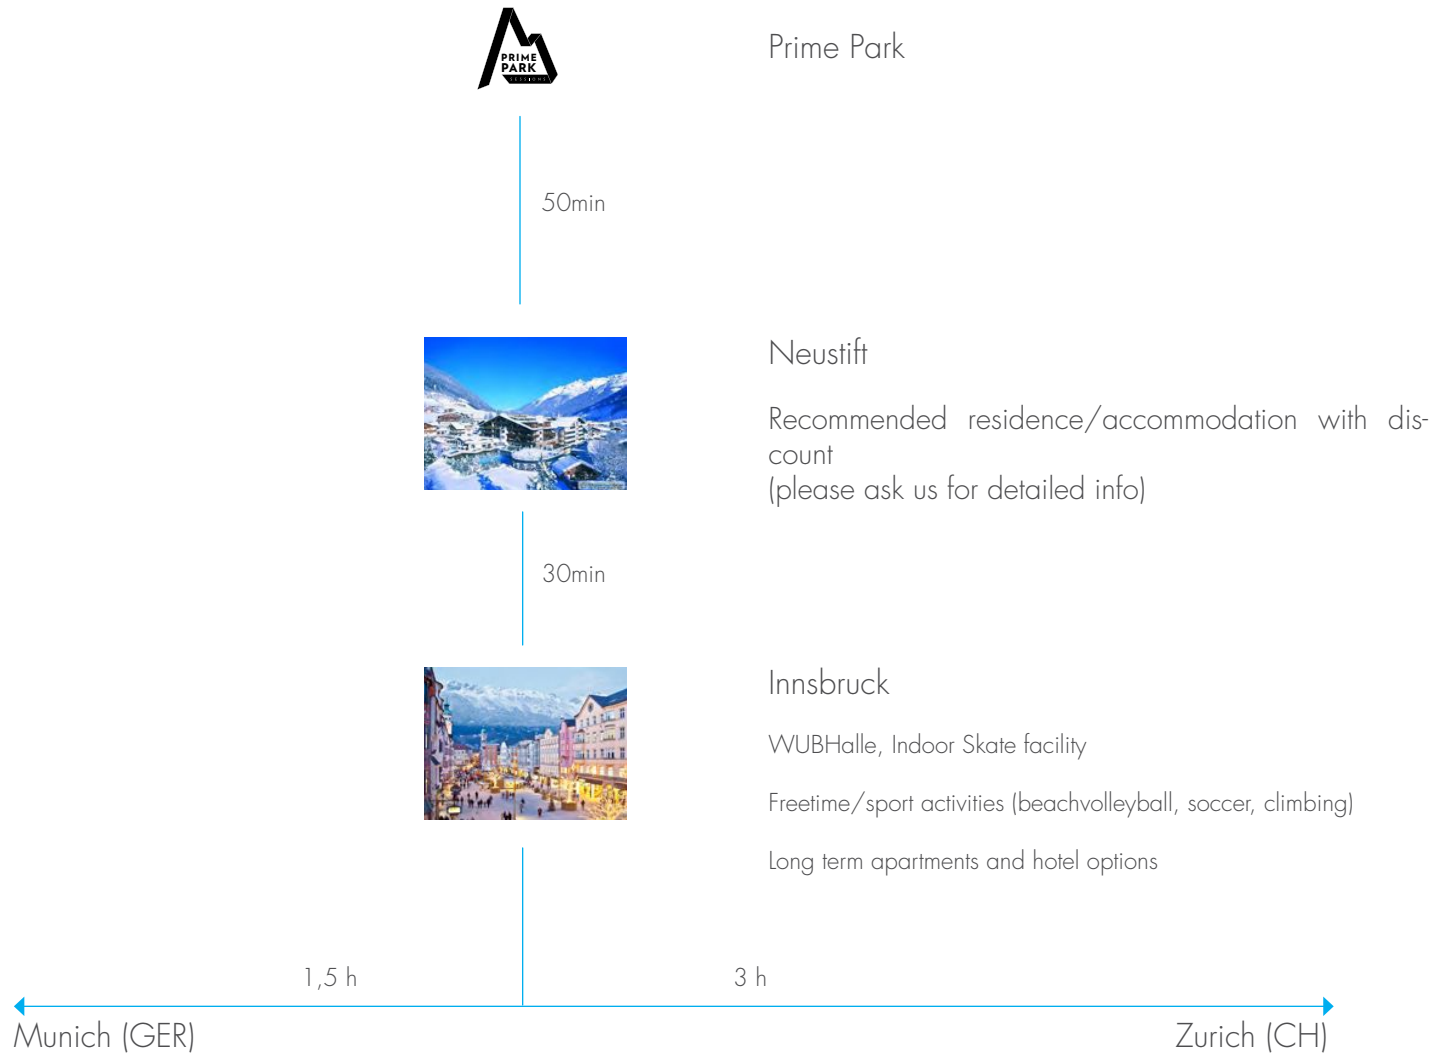 PRIME
PARK
SESSIONS
Prime Park
50min
Neustift
Recommended residence/accommodation with dis-
count
(please ask us for detailed info)
30min
Innsbruck
WUBHalle, Indoor Skate facility
Freetime/sport activities (beachvolleyball, soccer, climbing)
Long term apartments and hotel options
1,5 h
3 h
Munich (GER)
Zurich (CH)